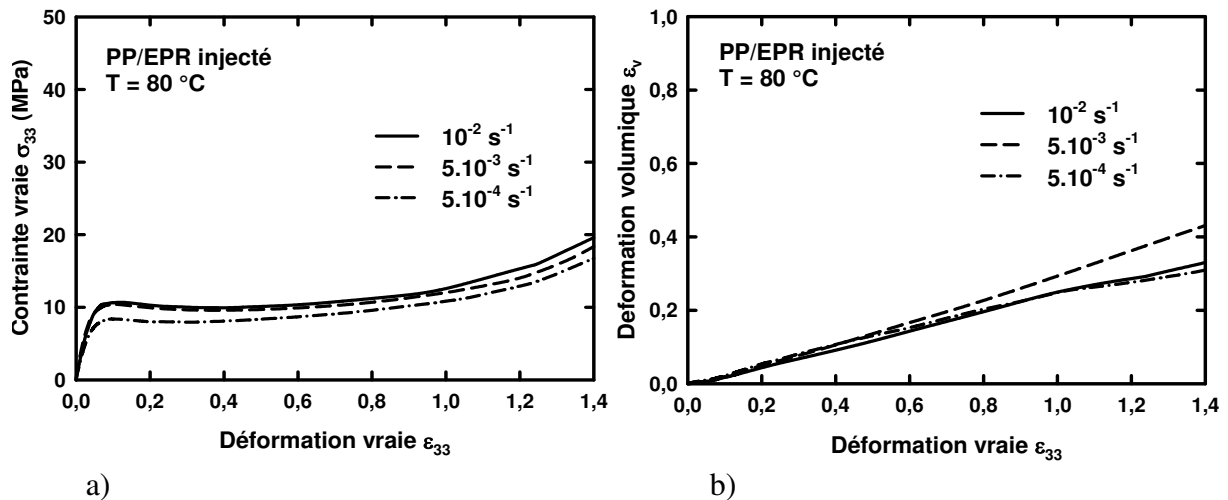 50
40
30
20
10
0
0,0
0,2
0,4
0,6
0,8
1,0
1,2
1,4
Contrainte vraie σ33 (MPa)
Déformation vraie ε33
PP/EPR injecté
T = 80 °C
10-2 s-1
5.10-3 s-1
5.10-4 s-1
a)
1,0
0,8
0,6
0,4
0,2
0,0
0,0
0,2
0,4
0,6
0,8
1,0
1,2
1,4
Deformation volumique εv
Déformation vraie ε33
PP/EPR injecté
T = 80 °C
10-2 s-1
5.10-3 s-1
5.10-4 s-1
b)